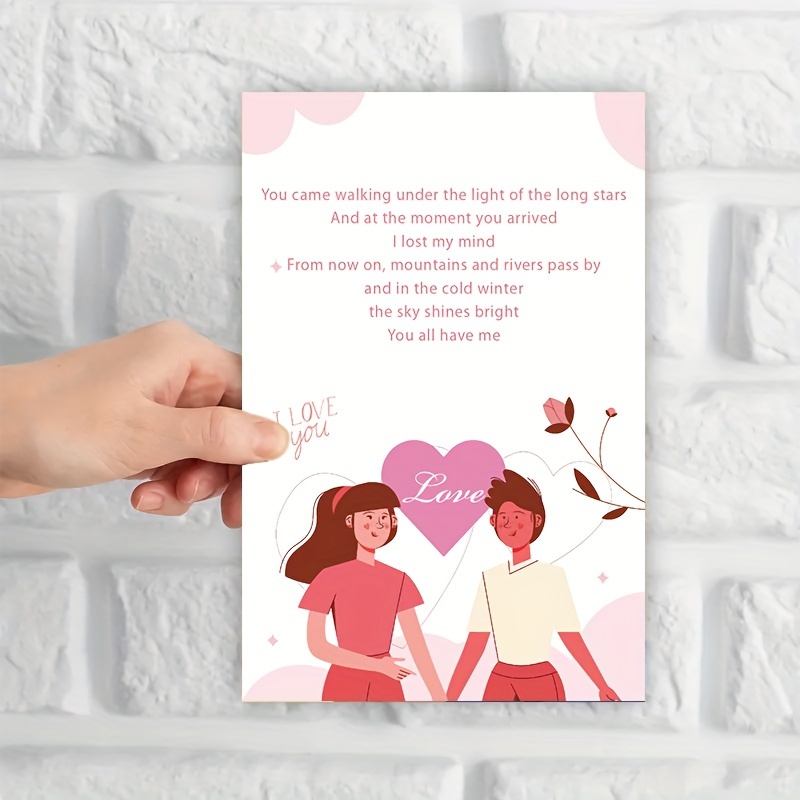 You came walking under the light of the long stars
And at the moment you arrived
I lost my mind
From now on, mountains and rivers pass by
and in the cold winter
the sky shines bright
You all have me
I LOVE
you
Love